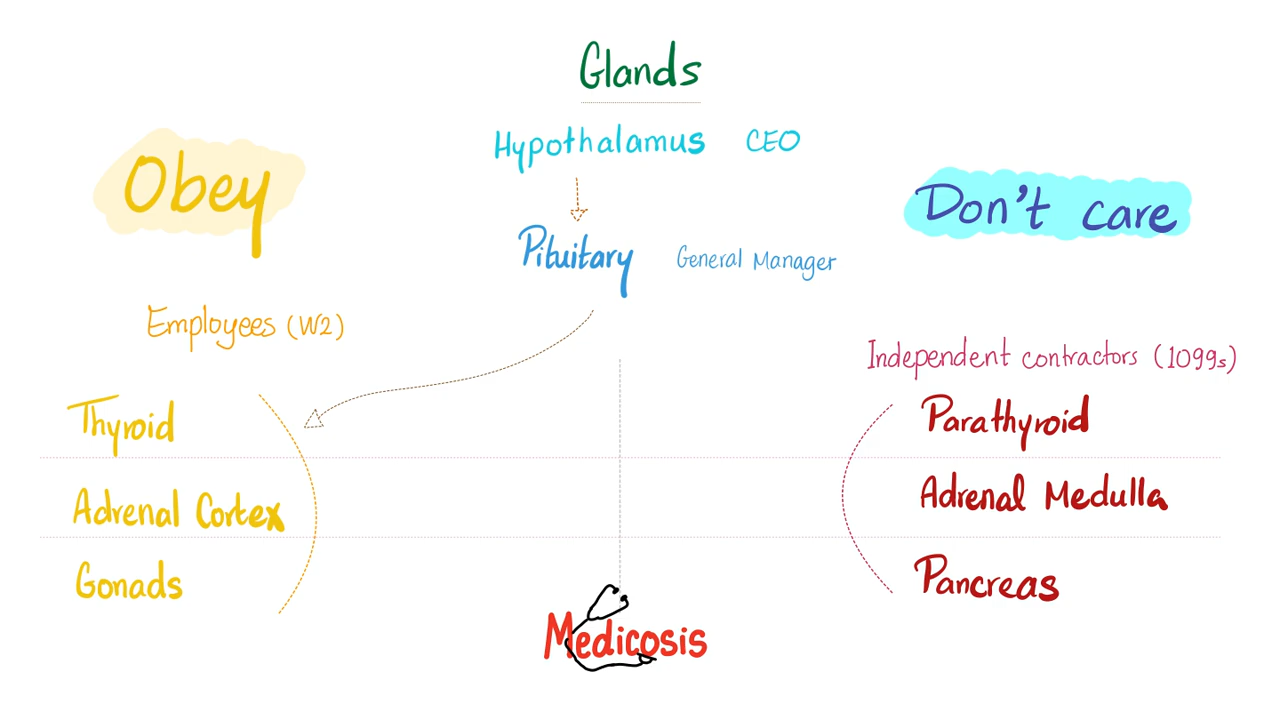 Glands
Hypothalamus CEO
Obey
Don't care
Pituitary General Manager
Employees (W2)
Independent contractors (1099s)
Thyroid
Parathyroid
Adrenal Cortex
Adrenal Medulla
Gonads
Pancreas
Medicosis